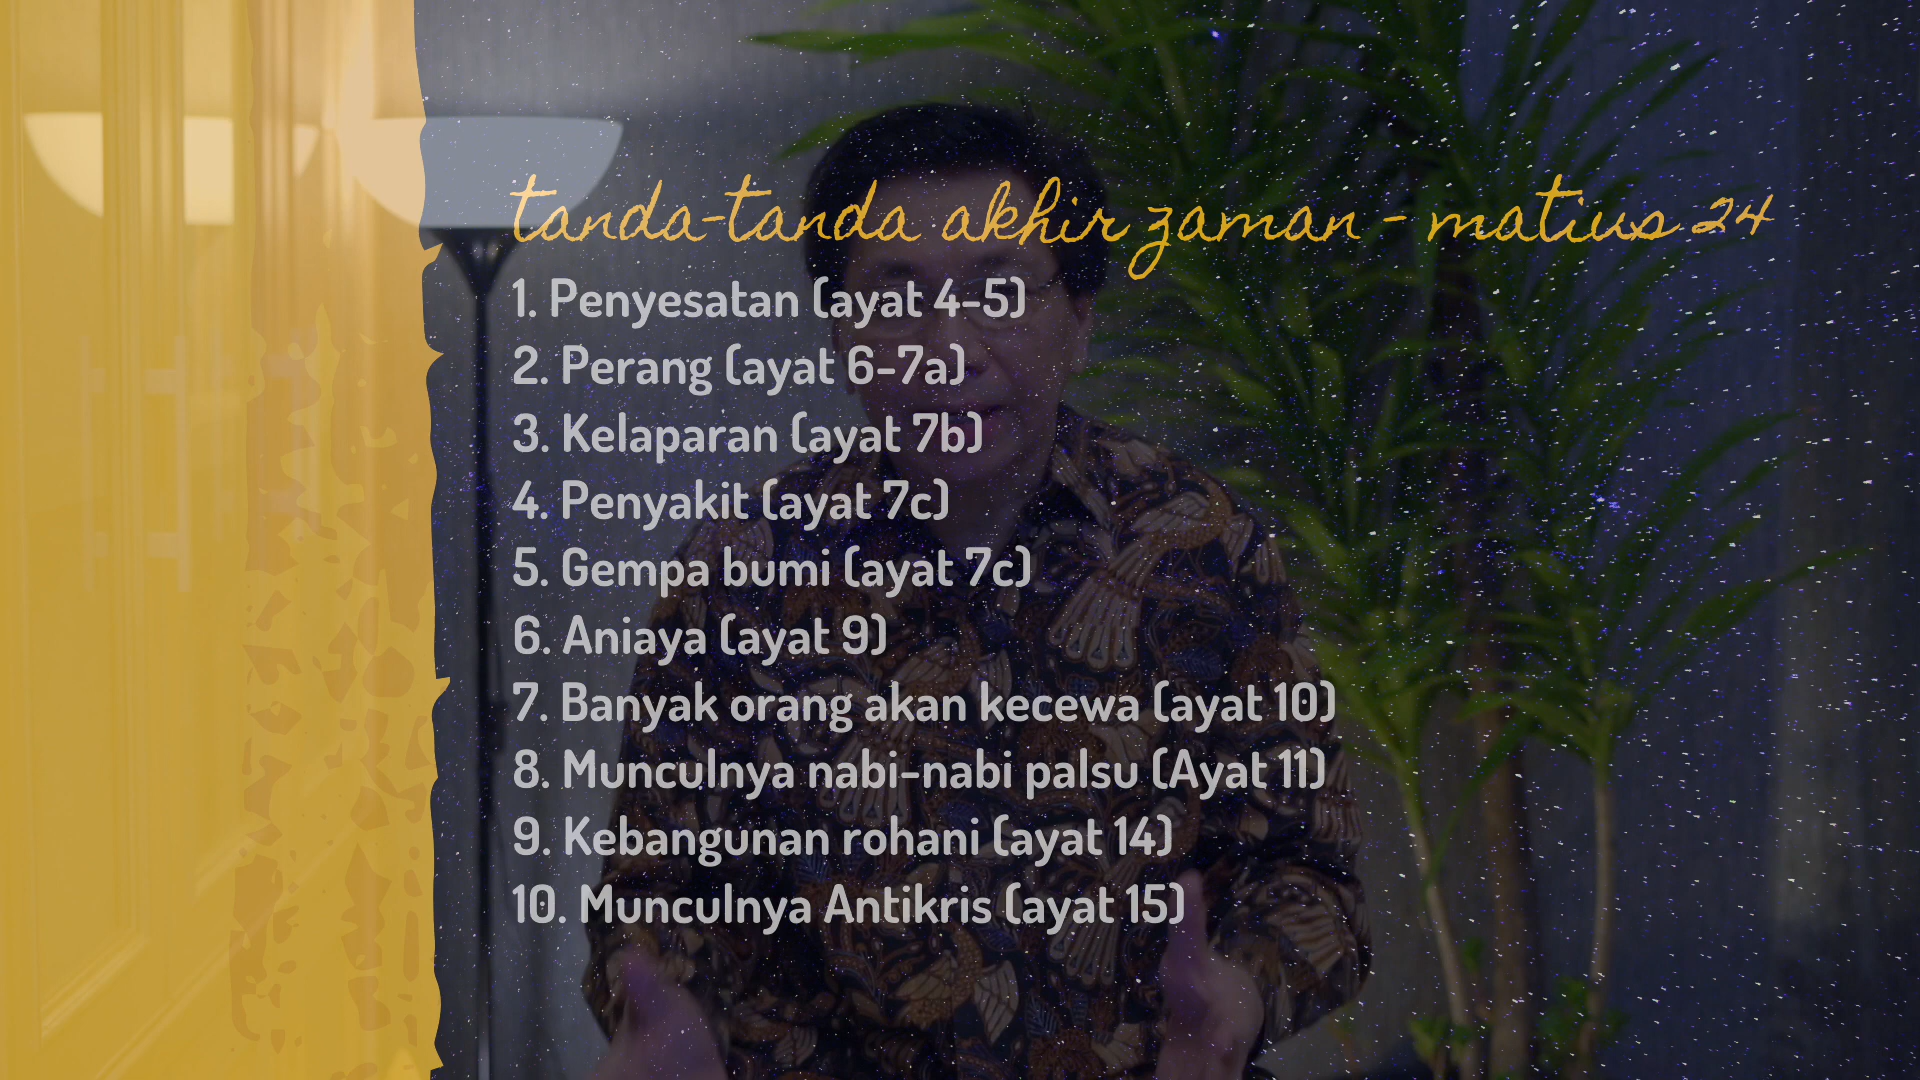 tanda-tanda akhir zaman - matius 24
1. Penyesatan (ayat 4-5)
2. Perang (ayat 6-7a)
3. Kelaparan (ayat 7b)
4. Penyakit (ayat 7c)
5. Gempa bumi (ayat 7c)
6. Aniaya (ayat 9)
7. Banyak orang akan kecewa (ayat 10)
8. Munculnya nabi-nabi palsu (Ayat 11)
9. Kebangunan rohani (ayat 14)
10. Munculnya Antikris (ayat 15)